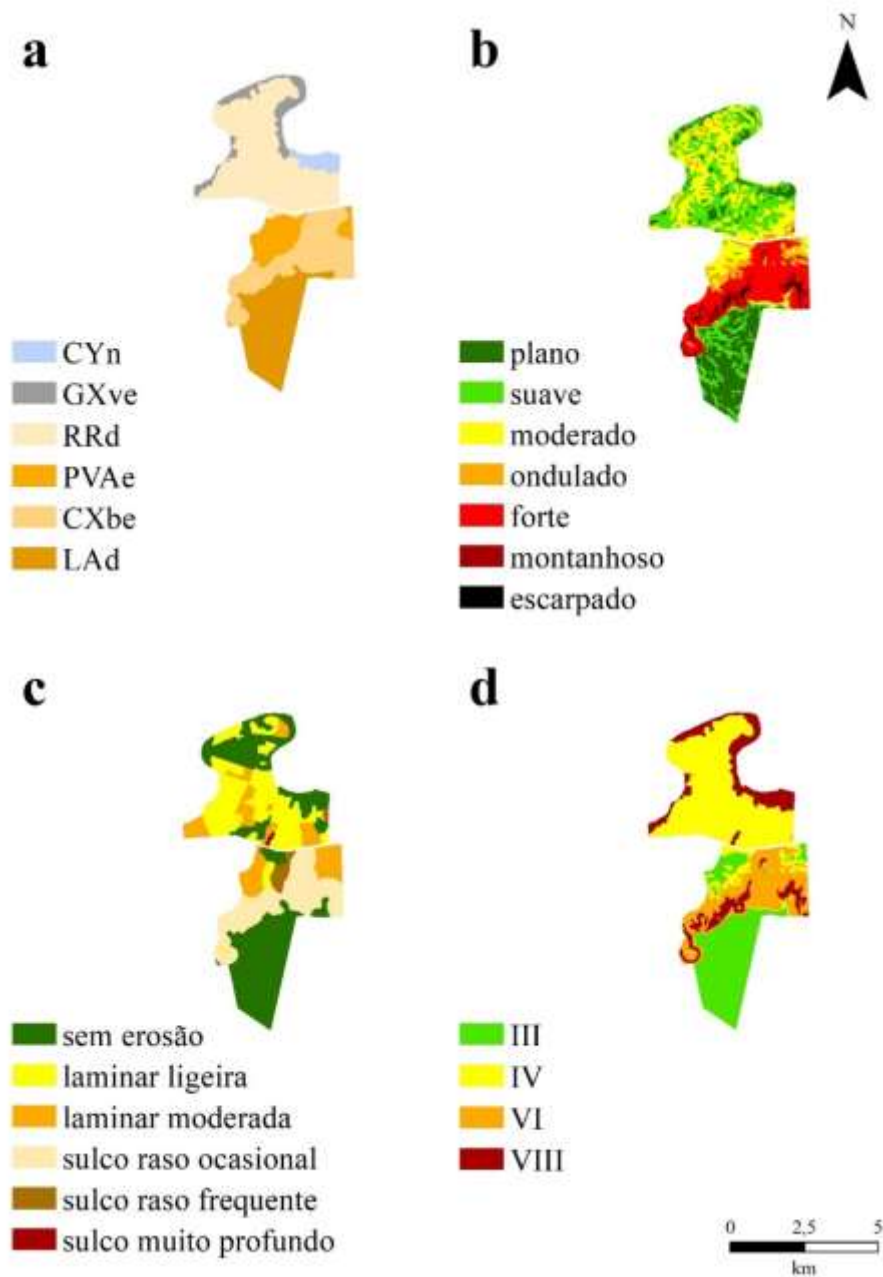 a
b
N
CYn
GXve
RRd
PVAe
CXbe
LAd
plano
suave
moderado
ondulado
forte
montanhoso
escarpado
c
d
sem erosão
laminar ligeira
laminar moderada
sulco raso ocasional
sulco raso frequente
sulco muito profundo
III
IV
VI
VIII
0 2,5 5
km